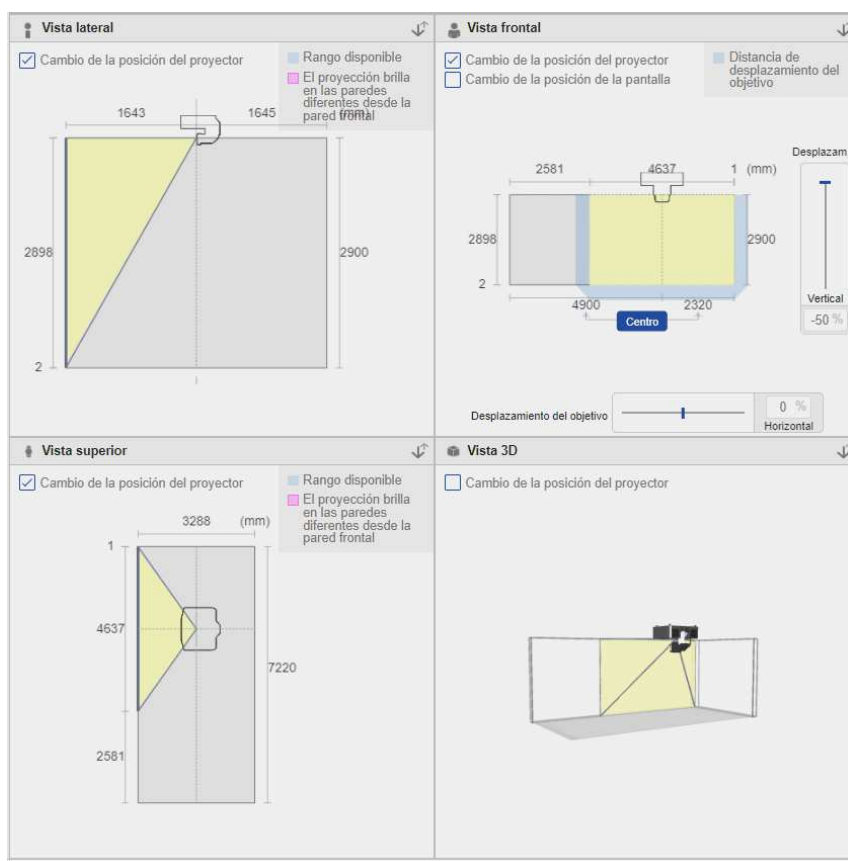 Vista lateral
Cambio de la posición del proyector
Rango disponible
El proyección brilla
en las paredes
diferentes desde la
pared frontal
1643
1645
(mm)
2898
2900
2
Vista frontal
Cambio de la posición del proyector
Cambio de la posición de la pantalla
Distancia de
desplazamiento del
objetivo
2581
4637
1
(mm)
2898
2900
2
4900
2320
Centro
Desplazam
Vertical
-50 %
Desplazamiento del objetivo
0 %
Horizontal
Vista superior
Cambio de la posición del proyector
Rango disponible
El proyección brilla
en las paredes
diferentes desde la
pared frontal
3288
(mm)
1
4637
7220
2581
Vista 3D
Cambio de la posición del proyector